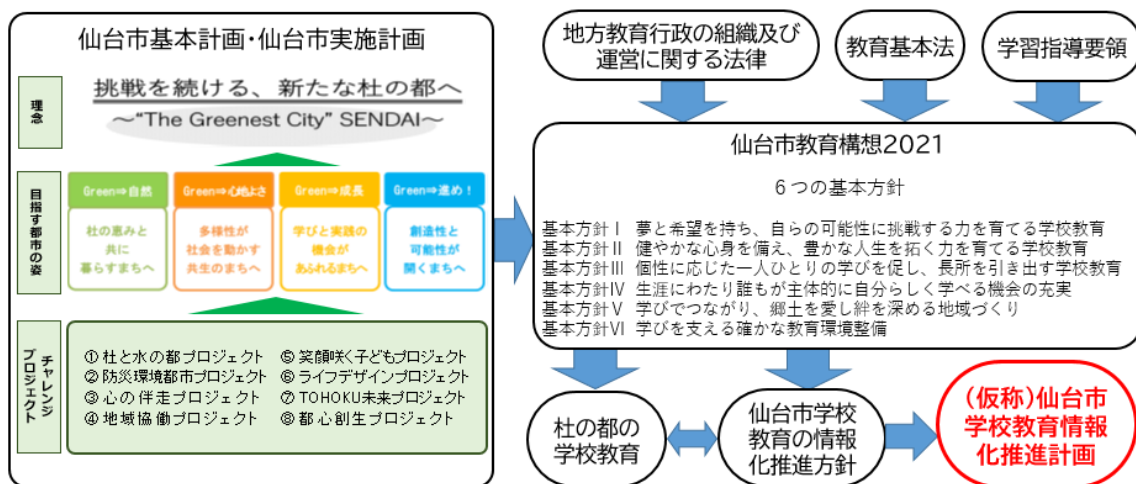 仙台市基本計画・仙台市実施計画
理念
挑戦を続ける、新たな杜の都へ
～“The Greenest City” SENDAI～
目指す都市の姿
Green⇒自然
杜の恵みと
共に
暮らすまちへ
Green⇒心地よさ
多様性が
社会を動かす
共生のまちへ
Green⇒成長
学びと実践の
機会が
あふれるまちへ
Green⇒進め！
創造性と
可能性が
開くまちへ
チャレンジ
プロジェクト
①杜と水の都プロジェクト
②防災環境都市プロジェクト
③心の伴走プロジェクト
④地域協働プロジェクト
⑤笑顔咲く子どもプロジェクト
⑥ライフデザインプロジェクト
⑦TOHOKU未来プロジェクト
⑧都心創生プロジェクト
地方教育行政の組織及び
運営に関する法律
教育基本法
学習指導要領
仙台市教育構想2021
６つの基本方針
基本方針Ⅰ 夢と希望を持ち、自らの可能性に挑戦する力を育てる学校教育
基本方針Ⅱ 健やかな心身を備え、豊かな人生を拓く力を育てる学校教育
基本方針Ⅲ 個性に応じた一人ひとりの学びを促し、長所を引き出す学校教育
基本方針Ⅳ 生涯にわたり誰もが主体的に自分らしく学べる機会の充実
基本方針Ⅴ 学びでつながり、郷土を愛し絆を深める地域づくり
基本方針Ⅵ 学びを支える確かな教育環境整備
杜の都の
学校教育
仙台市学校
教育の情報
化推進方針
(仮称)仙台市
学校教育情報
化推進計画